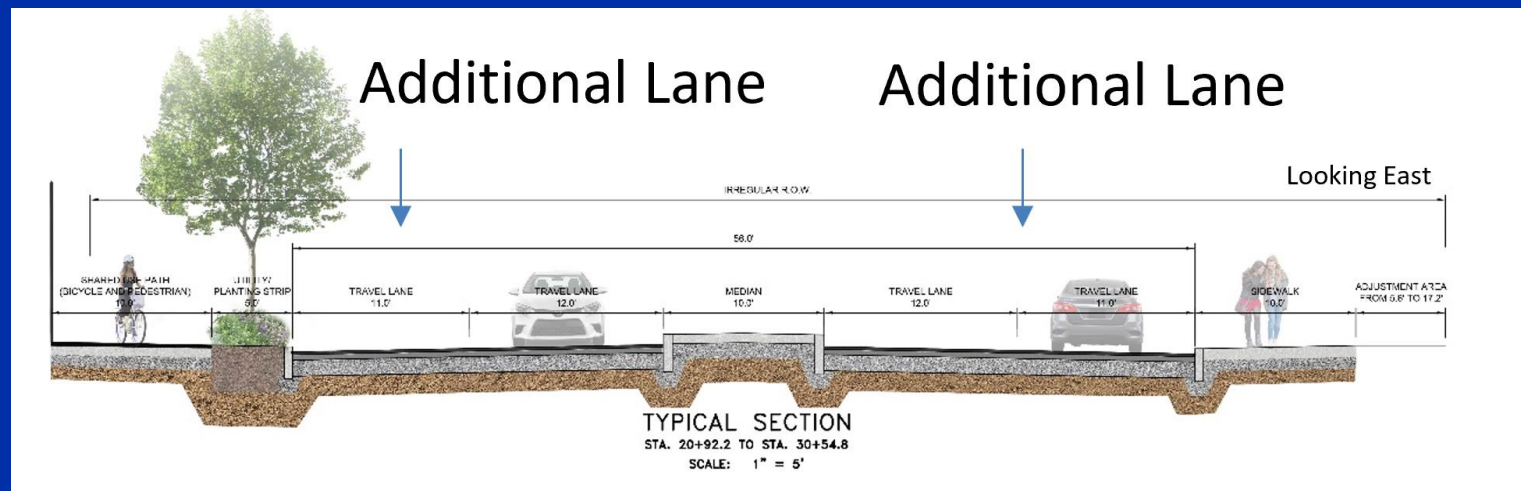 Additional Lane
Additional Lane
Looking East
IRREGULAR R.O.W.
56.0'
SHARED USE PATH
(BICYCLE AND PEDESTRIAN)
10.0'
UTILITY/
PLANTING STRIP
5.0'
TRAVEL LANE
11.0'
TRAVEL LANE
12.0'
MEDIAN
10.0'
TRAVEL LANE
12.0'
TRAVEL LANE
11.0'
SIDEWALK
10.0'
ADJUSTMENT AREA
FROM 5.6' TO 17.2'
TYPICAL SECTION
STA. 20+92.2 TO STA. 30+54.8
SCALE: 1" = 5'